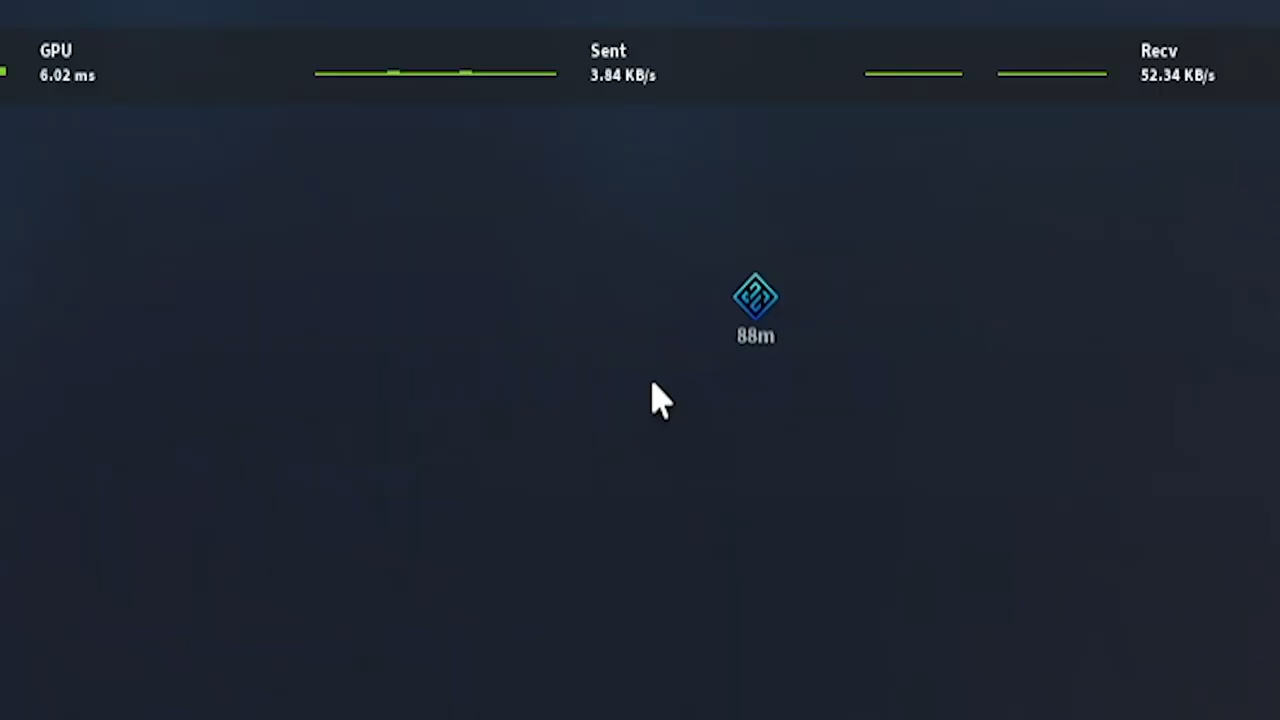 GPU
6.02 ms
Sent
3.84 KB/s
Recv
52.34 KB/s
88m